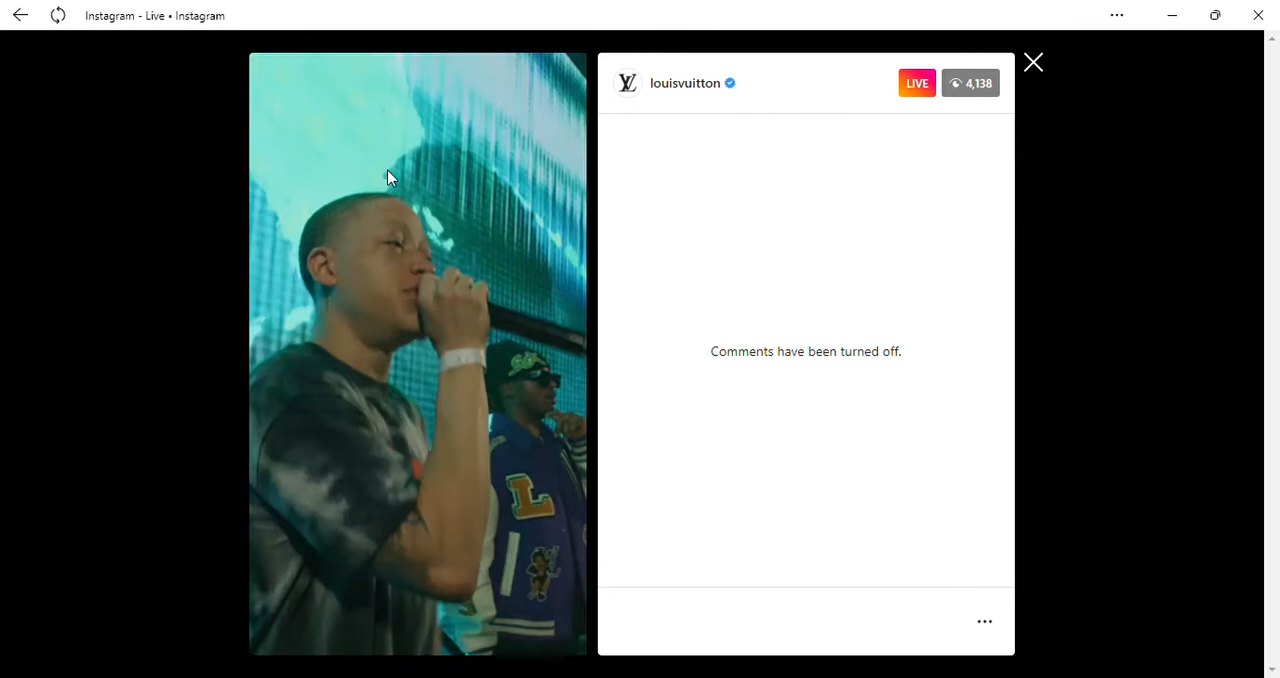 Instagram - Live • Instagram
louisvuitton
LIVE
4,138
Comments have been turned off.
L